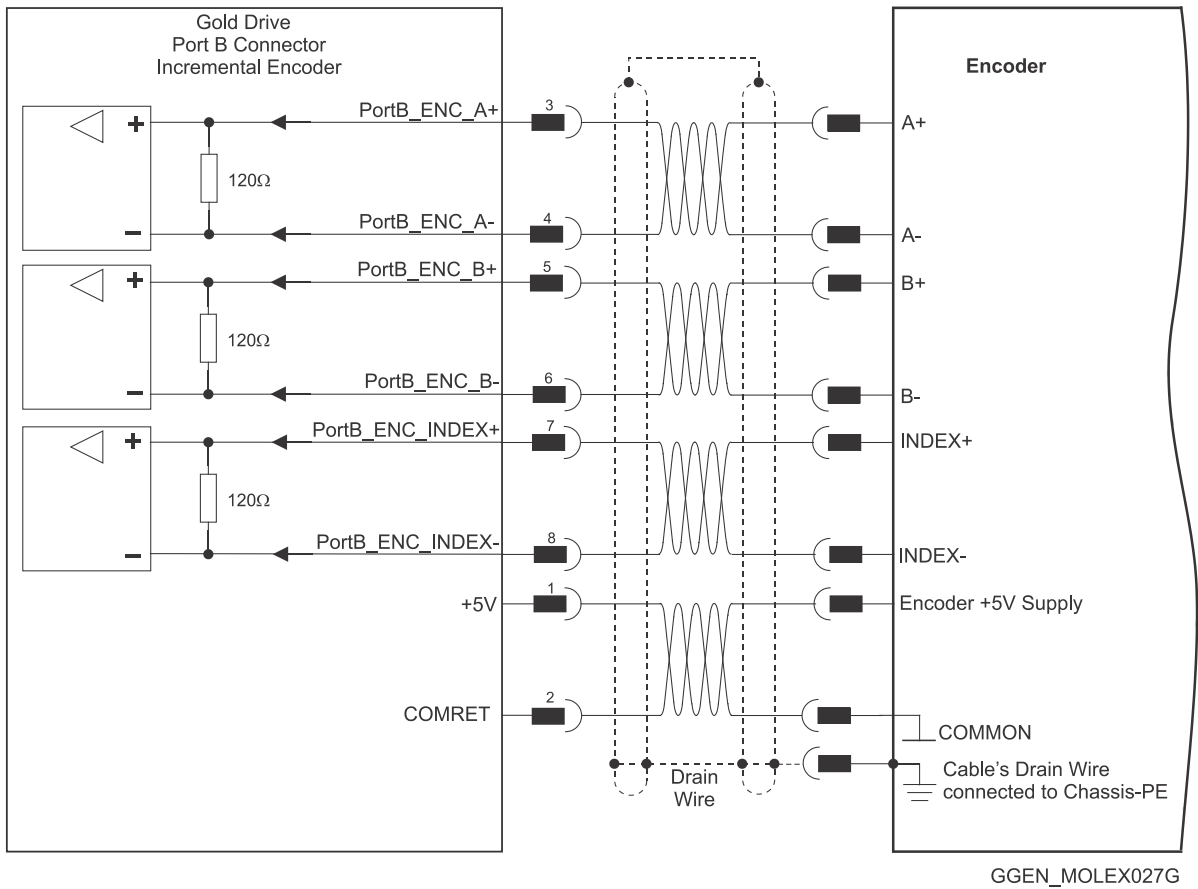 Gold Drive
Port B Connector
Incremental Encoder
Encoder
PortB_ENC_A+
3
A+
120Ω
PortB_ENC_A-
4
A-
PortB_ENC_B+
5
B+
120Ω
PortB_ENC_B-
6
B-
PortB_ENC_INDEX+
7
INDEX+
120Ω
PortB_ENC_INDEX-
8
INDEX-
+5V
1
Encoder +5V Supply
COMRET
2
COMMON
Drain
Wire
Cable's Drain Wire
connected to Chassis-PE
GGEN_MOLEX027G